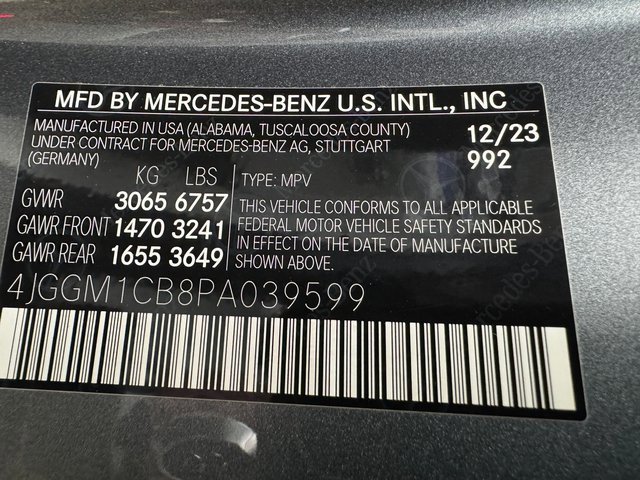 MFD BY MERCEDES-BENZ U.S. INTL., INC
MANUFACTURED IN USA (ALABAMA, TUSCALOOSA COUNTY) 12/23
UNDER CONTRACT FOR MERCEDES-BENZ AG, STUTTGART 992
(GERMANY)
KG LBS
GVWR 3065 6757 TYPE: MPV
GAWR FRONT 1470 3241
GAWR REAR 1655 3649
THIS VEHICLE CONFORMS TO ALL APPLICABLE
FEDERAL MOTOR VEHICLE SAFETY STANDARDS
IN EFFECT ON THE DATE OF MANUFACTURE
SHOWN ABOVE.
4JGGM1CB8PA039599